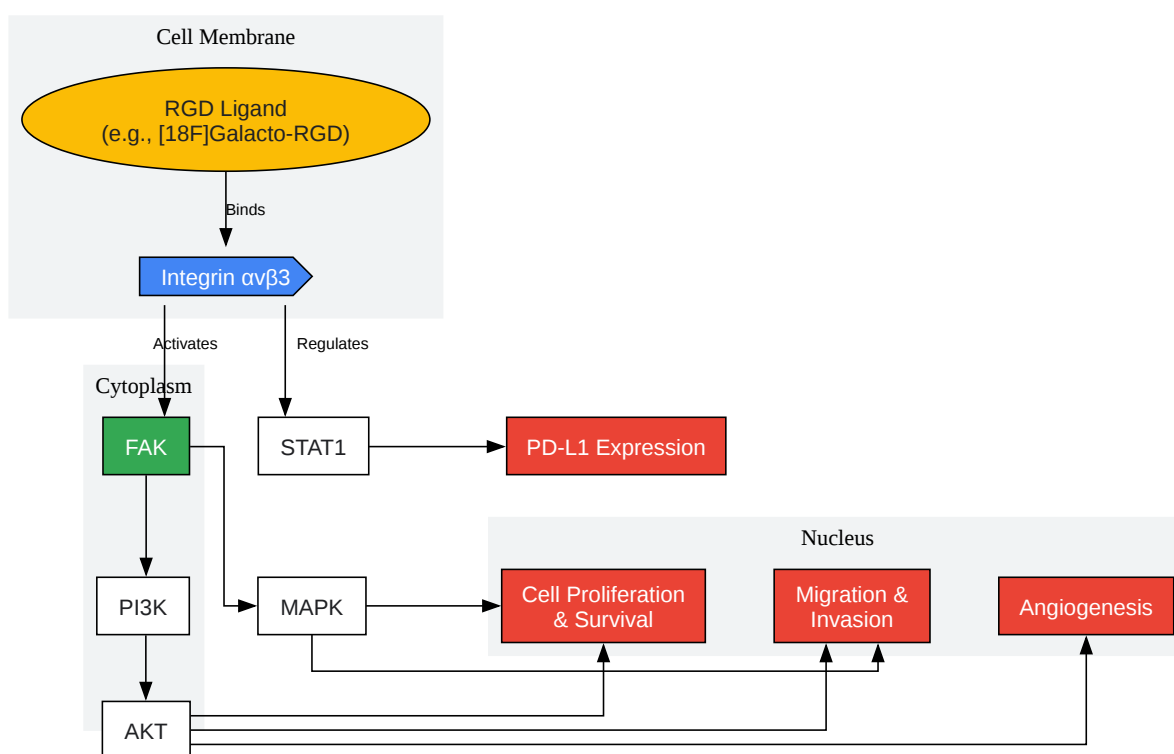 Cell Membrane
RGD Ligand
(e.g., [18F]Galacto-RGD)
Binds
Integrin αvβ3
Activates
Regulates
Cytoplasm
FAK
STAT1
PD-L1 Expression
Nucleus
PI3K
MAPK
Cell Proliferation
& Survival
Migration &
Invasion
Angiogenesis
AKT